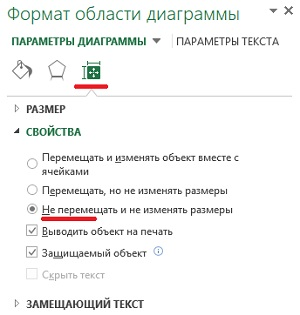 Формат области диаграммы
ПАРАМЕТРЫ ДИАГРАММЫ ПАРАМЕТРЫ ТЕКСТА
РАЗМЕР
СВОЙСТВА
Перемещать и изменять объект вместе с
ячейками
Перемещать, но не изменять размеры
Не перемещать и не изменять размеры
Выводить объект на печать
Защищаемый объект
Скрыть текст
ЗАМЕЩАЮЩИЙ ТЕКСТ